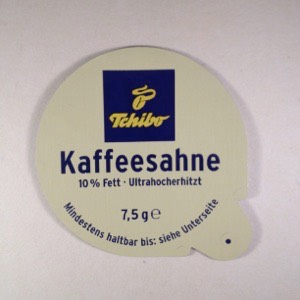 Tchibo
Kaffeesahne
10 % Fett · Ultrahocherhitzt
7,5 g ℮
Mindestens haltbar bis: siehe Unterseite